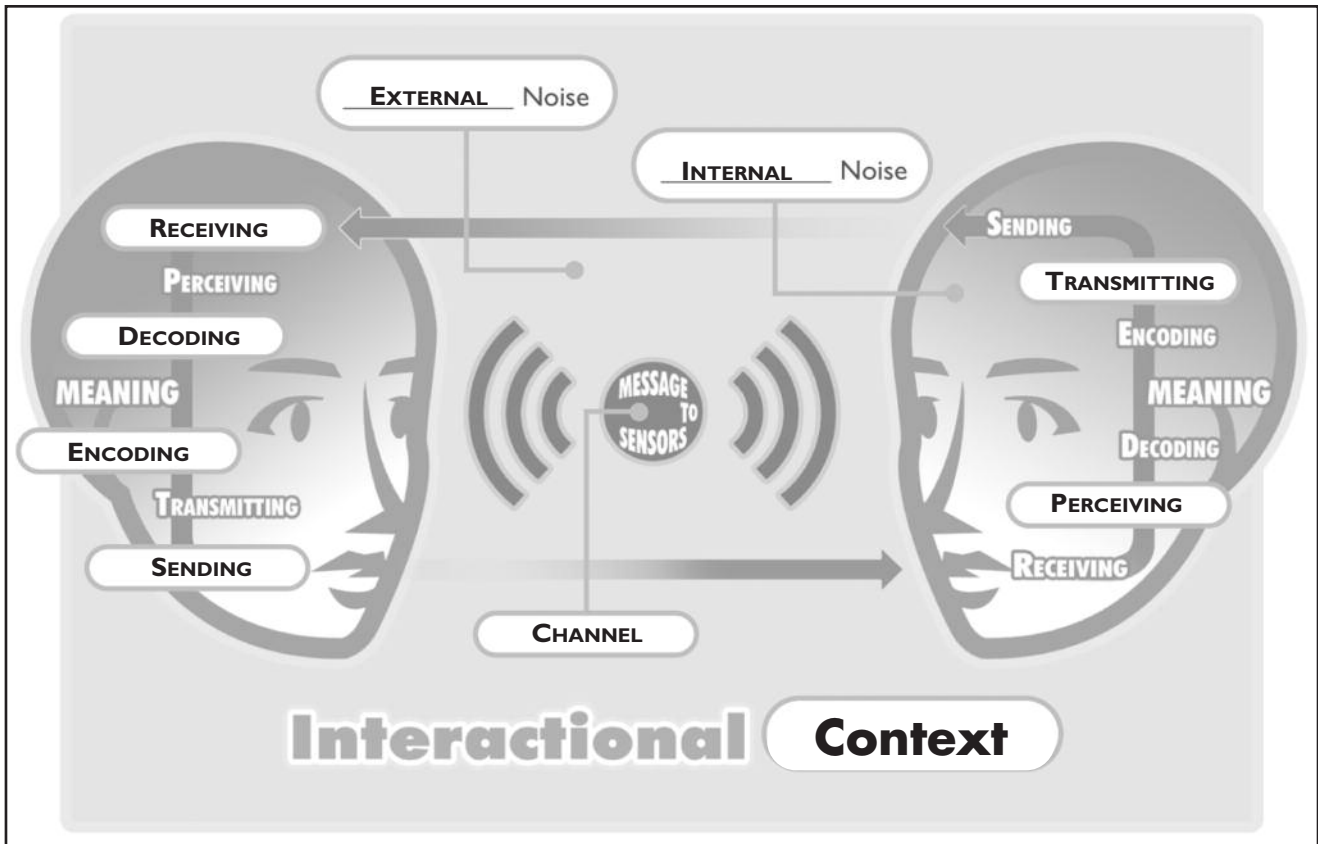 EXTERNAL Noise
INTERNAL Noise
RECEIVING
PERCEIVING
DECODING
MEANING
ENCODING
TRANSMITTING
SENDING
MESSAGE
TO
SENSORS
CHANNEL
SENDING
TRANSMITTING
ENCODING
MEANING
DECODING
PERCEIVING
RECEIVING
Interactional Context